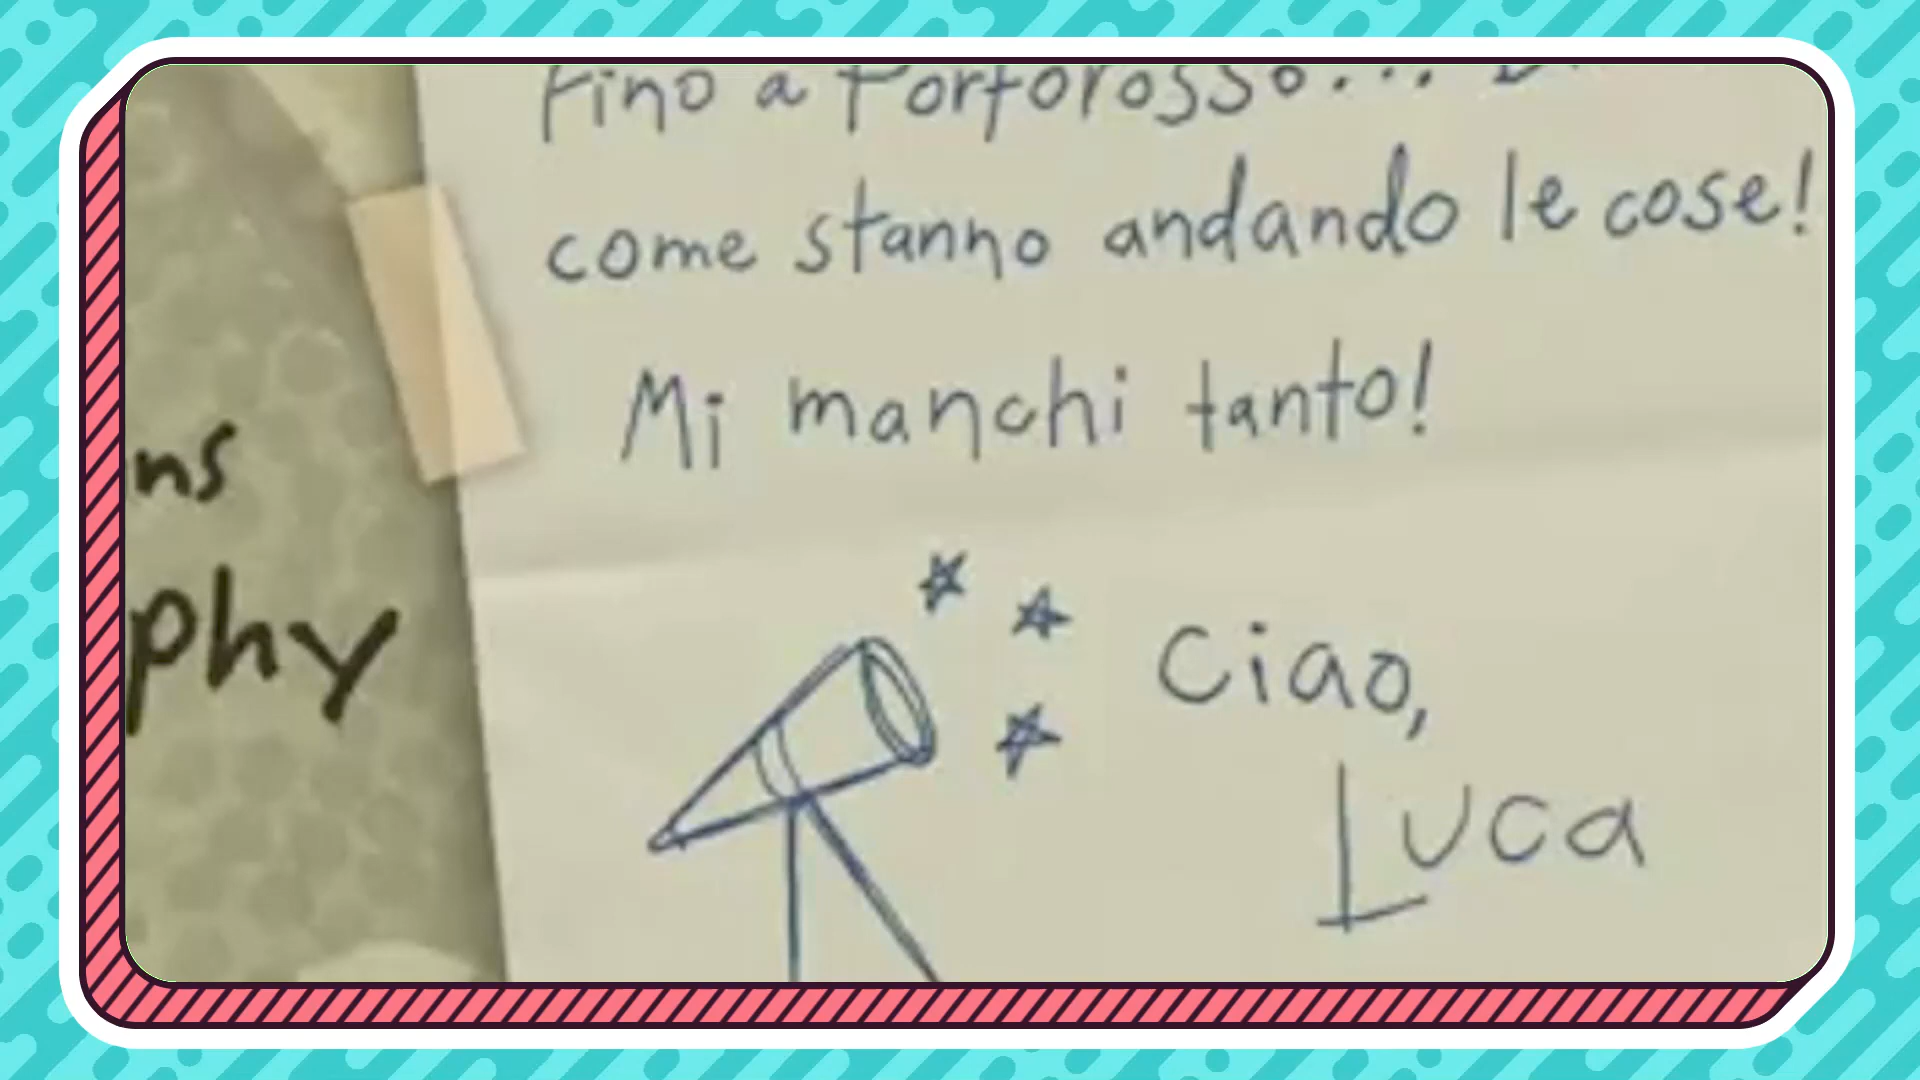 fino a Portorosso...
come stanno andando le cose!
Mi manchi tanto!
ns
phy
Ciao,
Luca